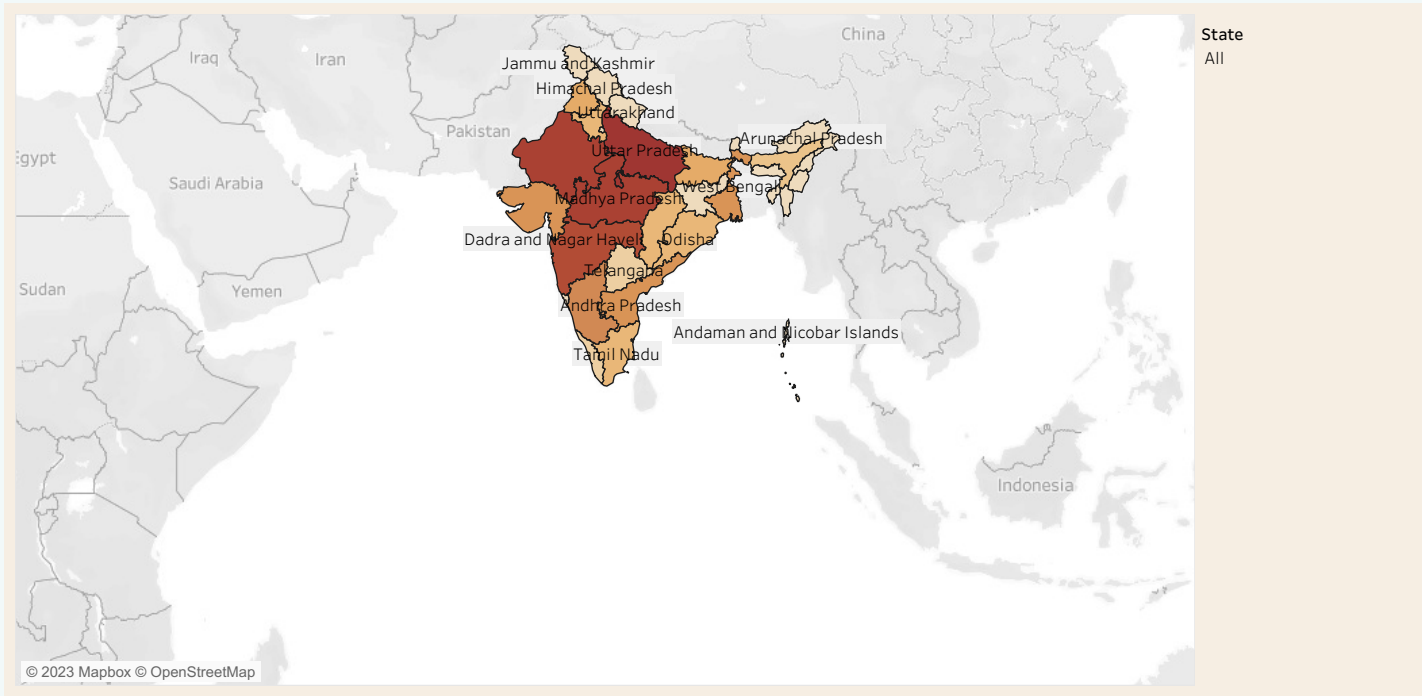 China
State
Iraq
Iran
All
Jammu and Kashmir
Himachal Pradesh
Uttarakhand
Pakistan
Arunachal Pradesh
Uttar Pradesh
Egypt
Saudi Arabia
West Bengal
Madhya Pradesh
Dadra and Nagar Haveli
Odisha
Telangana
Sudan
Yemen
Andhra Pradesh
Andaman and Nicobar Islands
Tamil Nadu
Indonesia
© 2023 Mapbox © OpenStreetMap